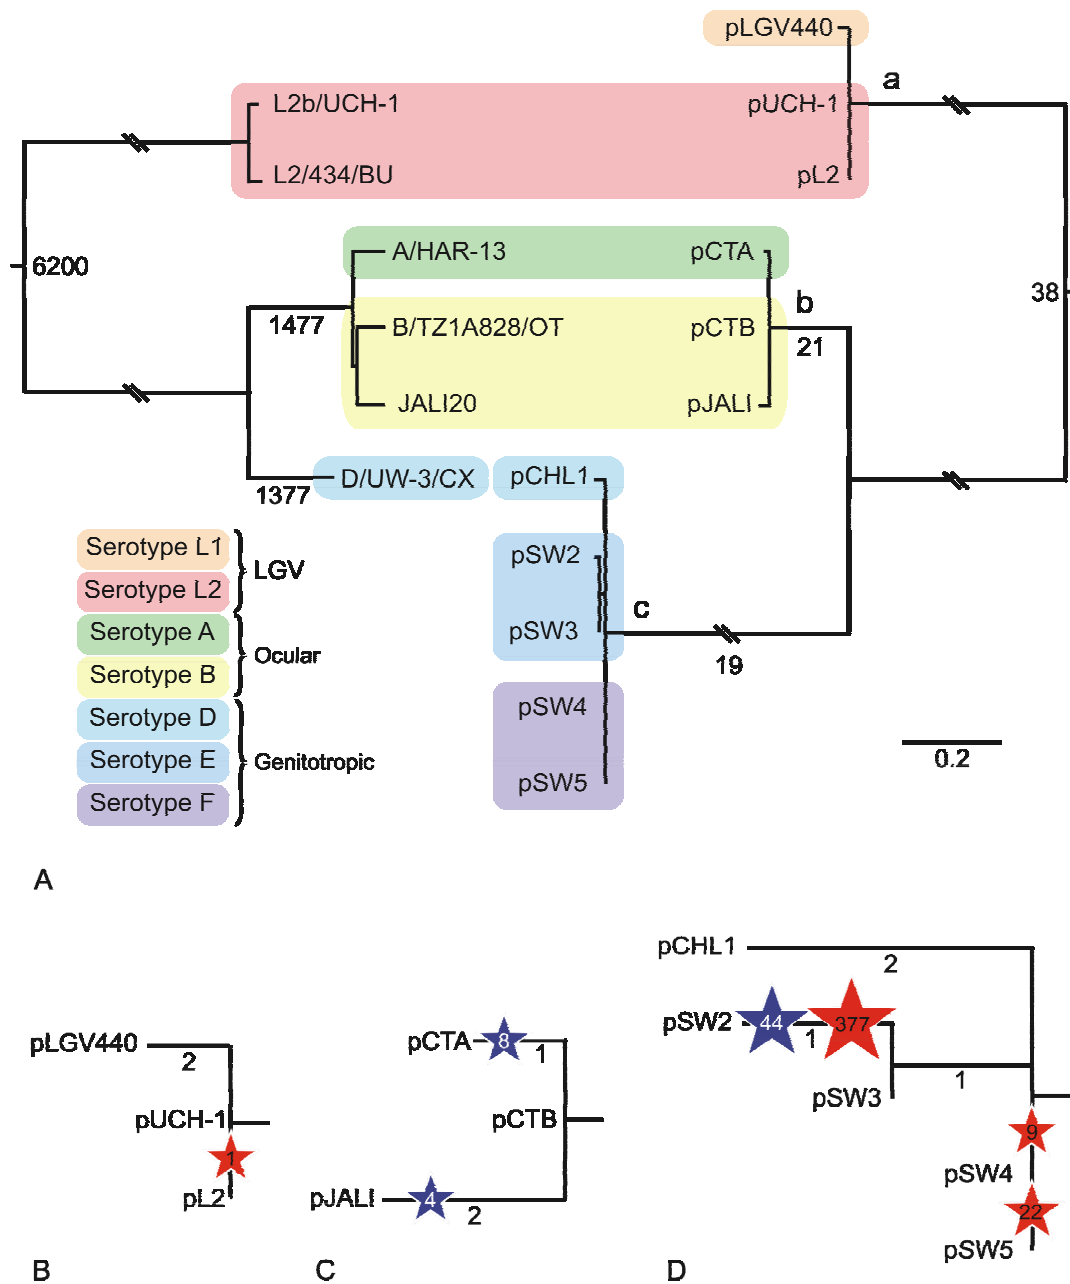 pLGV440
a
L2b/UCH-1 pUCH-1
L2/434/BU pL2
A/HAR-13 pCTA
6200
38
b
1477 B/TZ1A828/OT pCTB 21
JALI20 pJALI
D/UW-3/CX pCHL1
1377
Serotype L1
pSW2
LGV
Serotype L2
c
Serotype A pSW3
Ocular
19
Serotype B
pSW4
Serotype D
0.2
Serotype E Genitotropic
pSW5
Serotype F
A
pCHL1
2
pSW2 44 377
1
pLGV440
2
pCTA 8
1
1
pSW3
pUCH-1
pCTB
9
1
pSW4
pL2
pJALI 4
2
22
pSW5
B C D